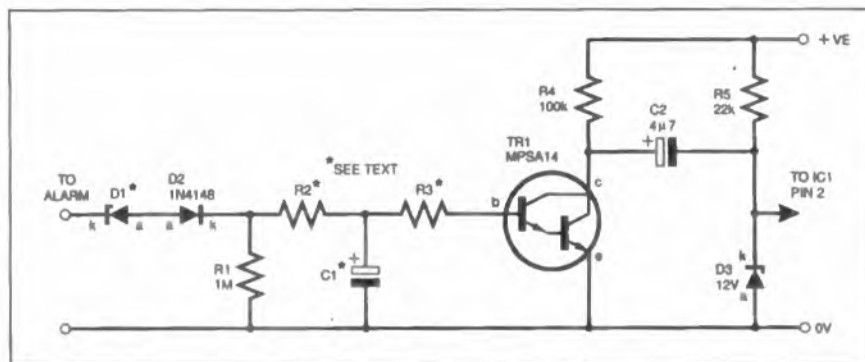 +VE
R4
100k
R5
22k
C2
4µ7
+
TR1
MPSA14
*SEE TEXT
TO
ALARM
D1*
D2
1N4148
R2*
R3*
b
c
TO IC1
PIN 2
k
a
a
k
e
R1
1M
+
C1*
k
D3
12V
a
0V